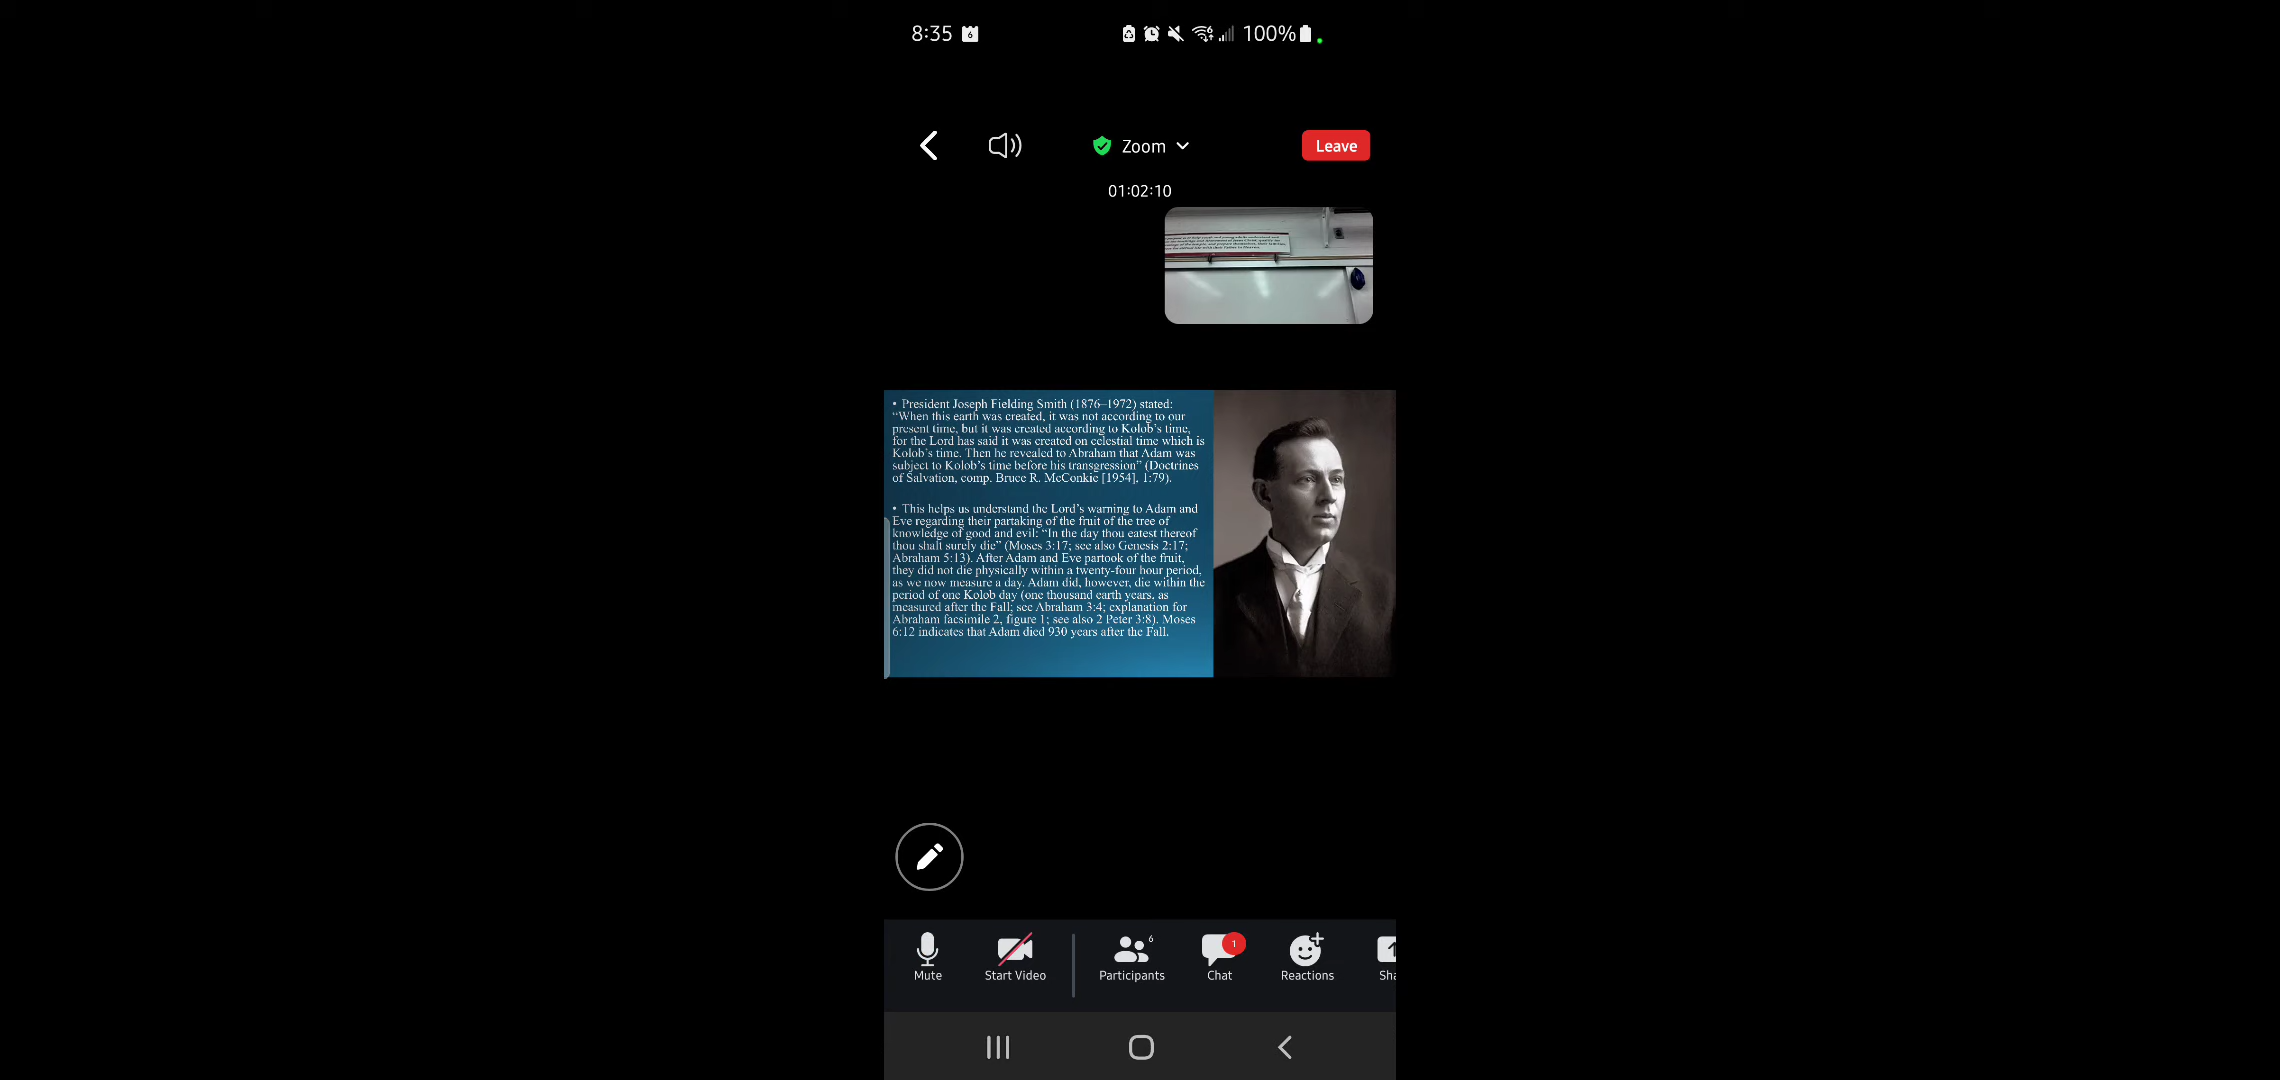 8:35
6
100%
Zoom
Leave
01:02:10
• President Joseph Fielding Smith (1876–1972) stated:
“When this earth was created, it was not according to our
present time, but it was created according to Kolob’s time,
for the Lord has said it was created on celestial time which is
Kolob’s time. Then he revealed to Abraham that Adam was
subject to Kolob’s time before his transgression” (Doctrines
of Salvation, comp. Bruce R. McConkie [1954], 1:79).
• This helps us understand the Lord’s warning to Adam and
Eve regarding their partaking of the fruit of the tree of
knowledge of good and evil: “In the day thou eatest thereof
thou shalt surely die” (Moses 3:17; see also Genesis 2:17;
Abraham 5:13). After Adam and Eve partook of the fruit,
they did not die physically within a twenty-four hour period,
as we now measure a day. Adam did, however, die within the
period of one Kolob day (one thousand earth years, as
measured after the Fall; see Abraham 3:4; explanation for
Abraham facsimile 2, figure 1; see also 2 Peter 3:8). Moses
6:12 indicates that Adam died 930 years after the Fall.
6
1
Mute
Start Video
Participants
Chat
Reactions
Sha